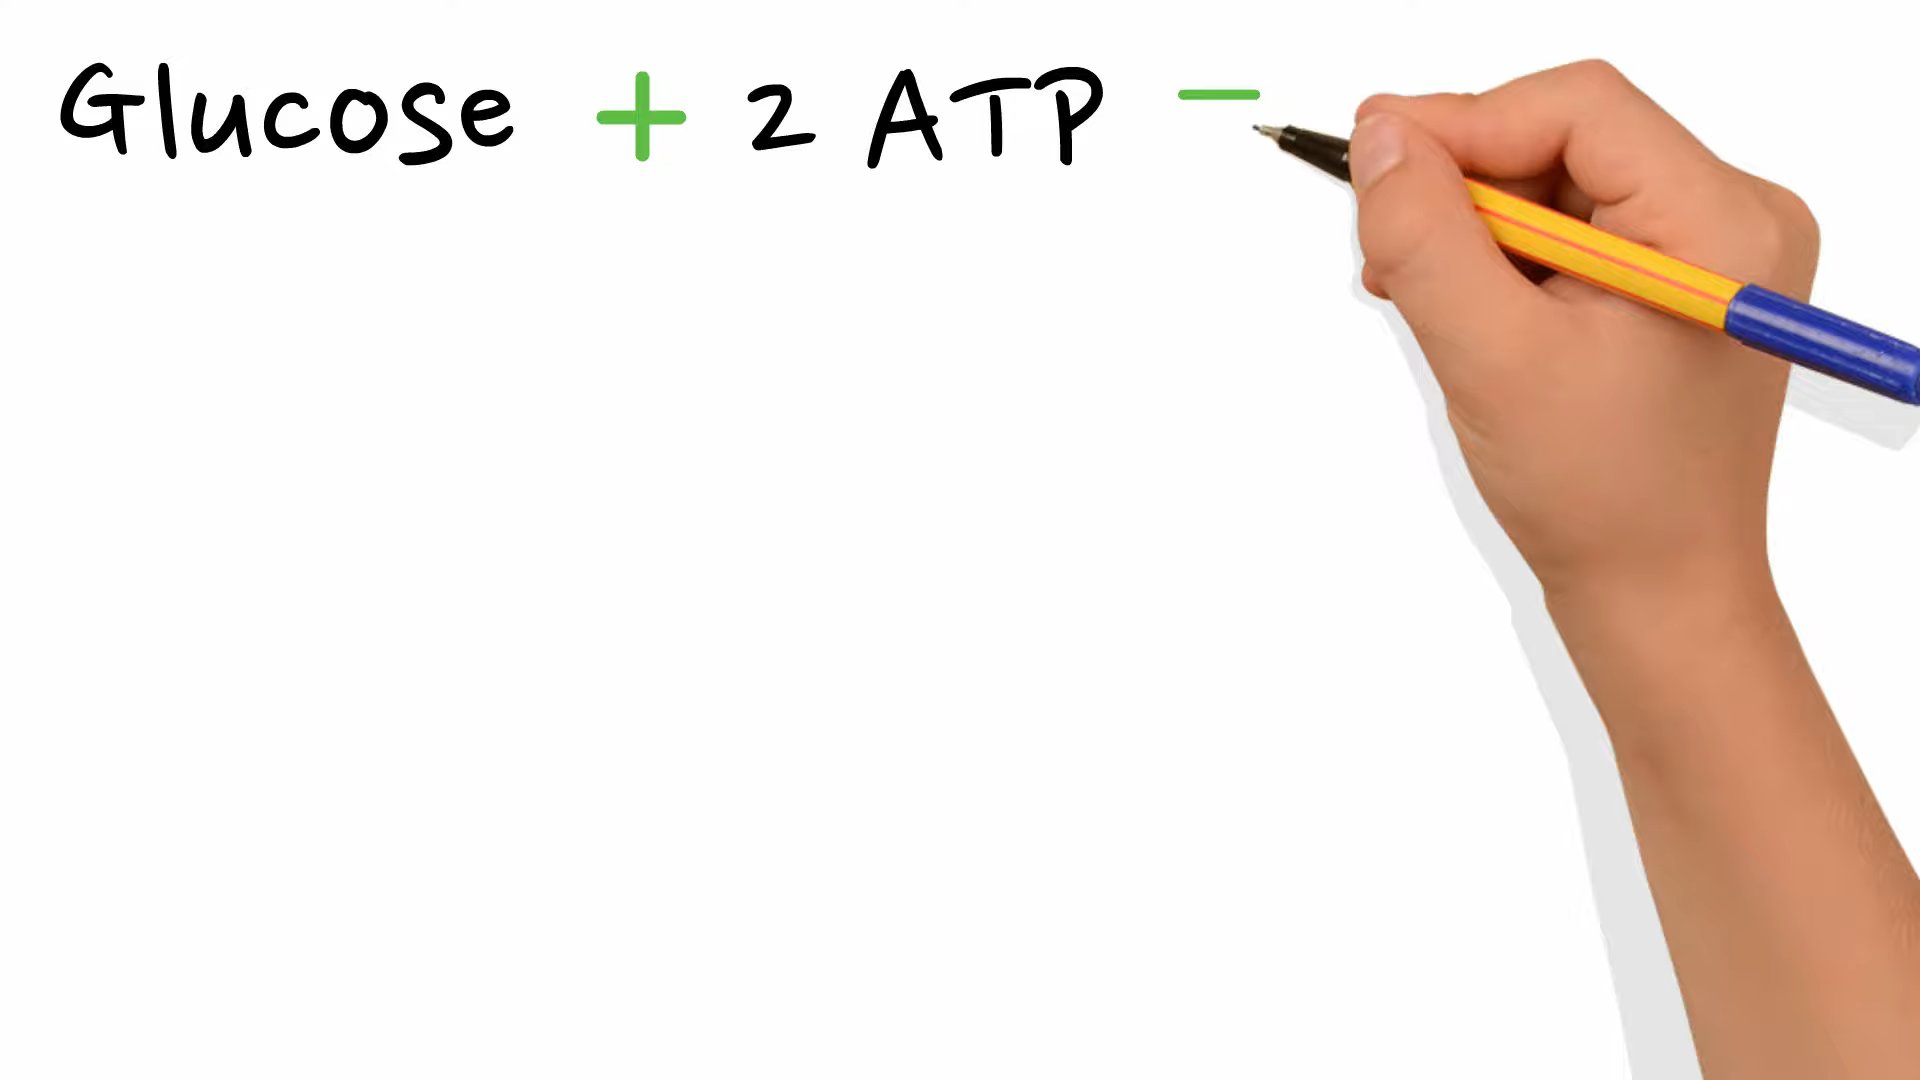 Glucose + 2 ATP –